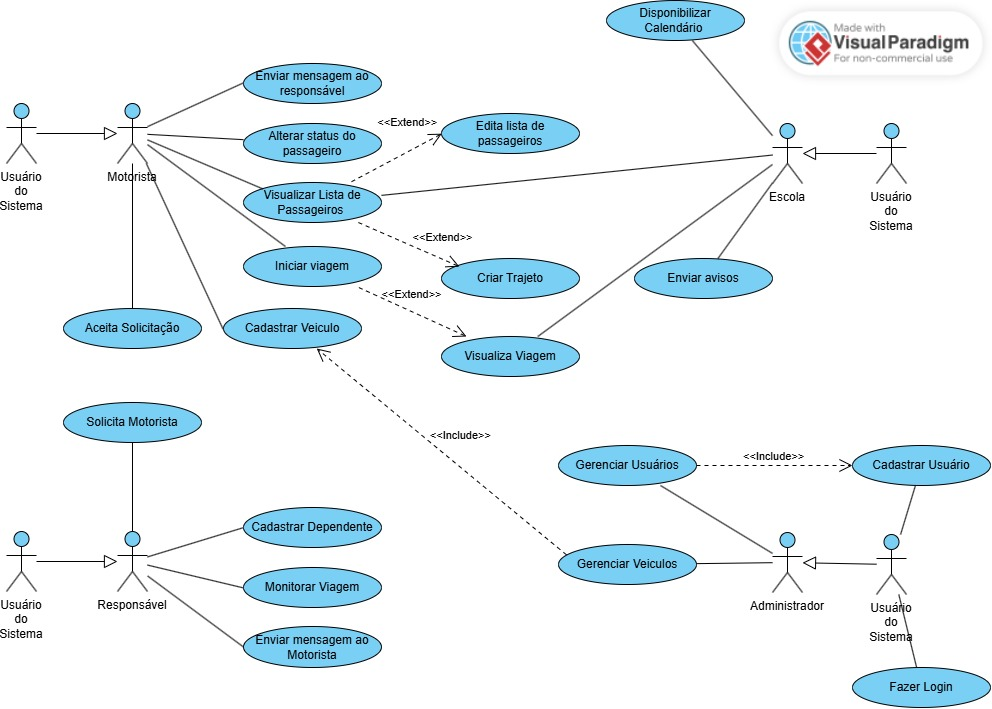 Disponibilizar
Calendário
Made with
VisualParadigm
For non-commercial use
Enviar mensagem ao
responsável
<<Extend>>
Edita lista de
passageiros
Alterar status do
passageiro
Usuário
do
Sistema
Motorista
Visualizar Lista de
Passageiros
Escola
Usuário
do
Sistema
<<Extend>>
Iniciar viagem
Criar Trajeto
Enviar avisos
<<Extend>>
Aceita Solicitação
Cadastrar Veiculo
Visualiza Viagem
Solicita Motorista
<<Include>>
Gerenciar Usuários
<<Include>>
Cadastrar Usuário
Cadastrar Dependente
Gerenciar Veiculos
Monitorar Viagem
Usuário
do
Sistema
Responsável
Administrador
Usuário
do
Sistema
Enviar mensagem ao
Motorista
Fazer Login